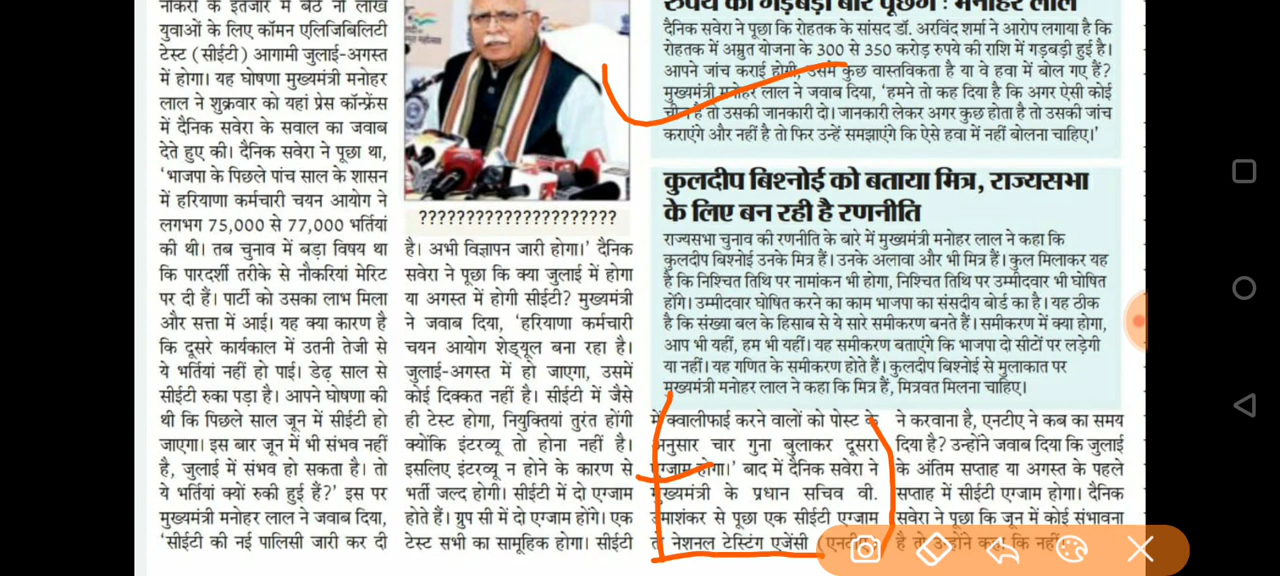 नौकरी के इंतजार में बैठे नौ लाख
युवाओं के लिए कॉमन एलिजिबिलिटी
टेस्ट (सीईटी) आगामी जुलाई-अगस्त
में होगा। यह घोषणा मुख्यमंत्री मनोहर
लाल ने शुक्रवार को यहां प्रेस कॉन्फ्रेंस
में दैनिक सवेरा के सवाल का जवाब
देते हुए की। दैनिक सवेरा ने पूछा था,
‘भाजपा के पिछले पांच साल के शासन
में हरियाणा कर्मचारी चयन आयोग ने
लगभग 75,000 से 77,000 भर्तियां
की थी। तब चुनाव में बड़ा विषय था
कि पारदर्शी तरीके से नौकरियां मेरिट
पर दी हैं। पार्टी को उसका लाभ मिला
और सत्ता में आई। यह क्या कारण है
कि दूसरे कार्यकाल में उतनी तेजी से
ये भर्तियां नहीं हो पाई। डेढ़ साल से
सीईटी रुका पड़ा है। आपने घोषणा की
थी कि पिछले साल जून में सीईटी हो
जाएगा। इस बार जून में भी संभव नहीं
है, जुलाई में संभव हो सकता है। तो
ये भर्तियां क्यों रुकी हुई हैं?’ इस पर
मुख्यमंत्री मनोहर लाल ने जवाब दिया,
‘सीईटी की नई पालिसी जारी कर दी
?????????????????????
है। अभी विज्ञापन जारी होगा।’ दैनिक
सवेरा ने पूछा कि क्या जुलाई में होगा
या अगस्त में होगी सीईटी? मुख्यमंत्री
ने जवाब दिया, ‘हरियाणा कर्मचारी
चयन आयोग शेड्यूल बना रहा है।
जुलाई-अगस्त में हो जाएगा, उसमें
कोई दिक्कत नहीं है। सीईटी में जैसे
ही टेस्ट होगा, नियुक्तियां तुरंत होंगी
क्योंकि इंटरव्यू तो होना नहीं है।
इसलिए इंटरव्यू न होने के कारण से
भर्ती जल्द होगी। सीईटी में दो एग्जाम
होते हैं। ग्रुप सी में दो एग्जाम होंगे। एक
टेस्ट सभी का सामूहिक होगा। सीईटी
रुपये की गड़बड़ी बारे पूछेंगे : मनोहर लाल
दैनिक सवेरा ने पूछा कि रोहतक के सांसद डॉ. अरविंद शर्मा ने आरोप लगाया है कि
रोहतक में अमृत योजना के 300 से 350 करोड़ रुपये की राशि में गड़बड़ी हुई है।
आपने जांच कराई होगी, उसमें कुछ वास्तविकता है या वे हवा में बोल गए हैं?
मुख्यमंत्री मनोहर लाल ने जवाब दिया, ‘हमने तो कह दिया है कि अगर ऐसी कोई
चीज है तो उसकी जानकारी दो। जानकारी लेकर अगर कुछ होता है तो उसकी जांच
कराएंगे और नहीं है तो फिर उन्हें समझाएंगे कि ऐसे हवा में नहीं बोलना चाहिए।’
कुलदीप बिश्नोई को बताया मित्र, राज्यसभा
के लिए बन रही है रणनीति
राज्यसभा चुनाव की रणनीति के बारे में मुख्यमंत्री मनोहर लाल ने कहा कि
कुलदीप बिश्नोई उनके मित्र हैं। उनके अलावा और भी मित्र हैं। कुल मिलाकर यह
है कि निश्चित तिथि पर नामांकन भी होगा, निश्चित तिथि पर उम्मीदवार भी घोषित
होंगे। उम्मीदवार घोषित करने का काम भाजपा का संसदीय बोर्ड का है। यह ठीक
है कि संख्या बल के हिसाब से ये सारे समीकरण बनते हैं। समीकरण में क्या होगा,
आप भी यहीं, हम भी यहीं। यह समीकरण बताएंगे कि भाजपा दो सीटों पर लड़ेगी
या नहीं। यह गणित के समीकरण होते हैं। कुलदीप बिश्नोई से मुलाकात पर
मुख्यमंत्री मनोहर लाल ने कहा कि मित्र हैं, मित्रवत मिलना चाहिए।
में क्वालीफाई करने वालों को पोस्ट के
अनुसार चार गुना बुलाकर दूसरा
एग्जाम होगा।’ बाद में दैनिक सवेरा ने
मुख्यमंत्री के प्रधान सचिव वी.
उमाशंकर से पूछा एक सीईटी एग्जाम
तो नेशनल टेस्टिंग एजेंसी (एनटीए)
ने करवाना है, एनटीए ने कब का समय
दिया है? उन्होंने जवाब दिया कि जुलाई
के अंतिम सप्ताह या अगस्त के पहले
सप्ताह में सीईटी एग्जाम होगा। दैनिक
सवेरा ने पूछा कि जून में कोई संभावना
है तो उन्होंने कहा कि नहीं।